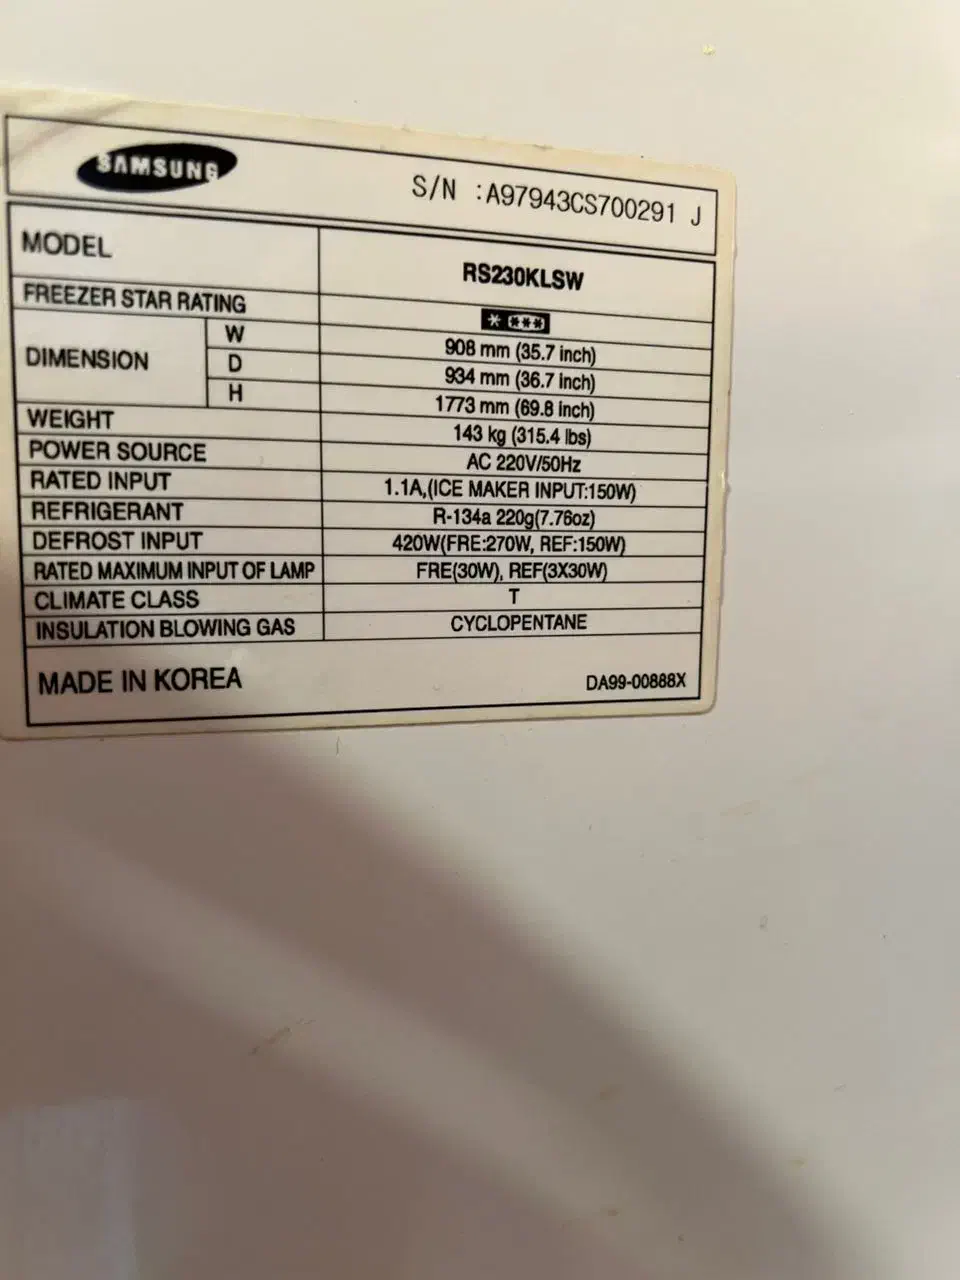 SAMSUNG
S/N :A97943CS700291 J
MODEL RS230KLSW
FREEZER STAR RATING * ***
DIMENSION W 908 mm (35.7 inch)
D 934 mm (36.7 inch)
H 1773 mm (69.8 inch)
WEIGHT 143 kg (315.4 lbs)
POWER SOURCE AC 220V/50Hz
RATED INPUT 1.1A,(ICE MAKER INPUT:150W)
REFRIGERANT R-134a 220g(7.76oz)
DEFROST INPUT 420W(FRE:270W, REF:150W)
RATED MAXIMUM INPUT OF LAMP FRE(30W), REF(3X30W)
CLIMATE CLASS T
INSULATION BLOWING GAS CYCLOPENTANE
MADE IN KOREA DA99-00888X